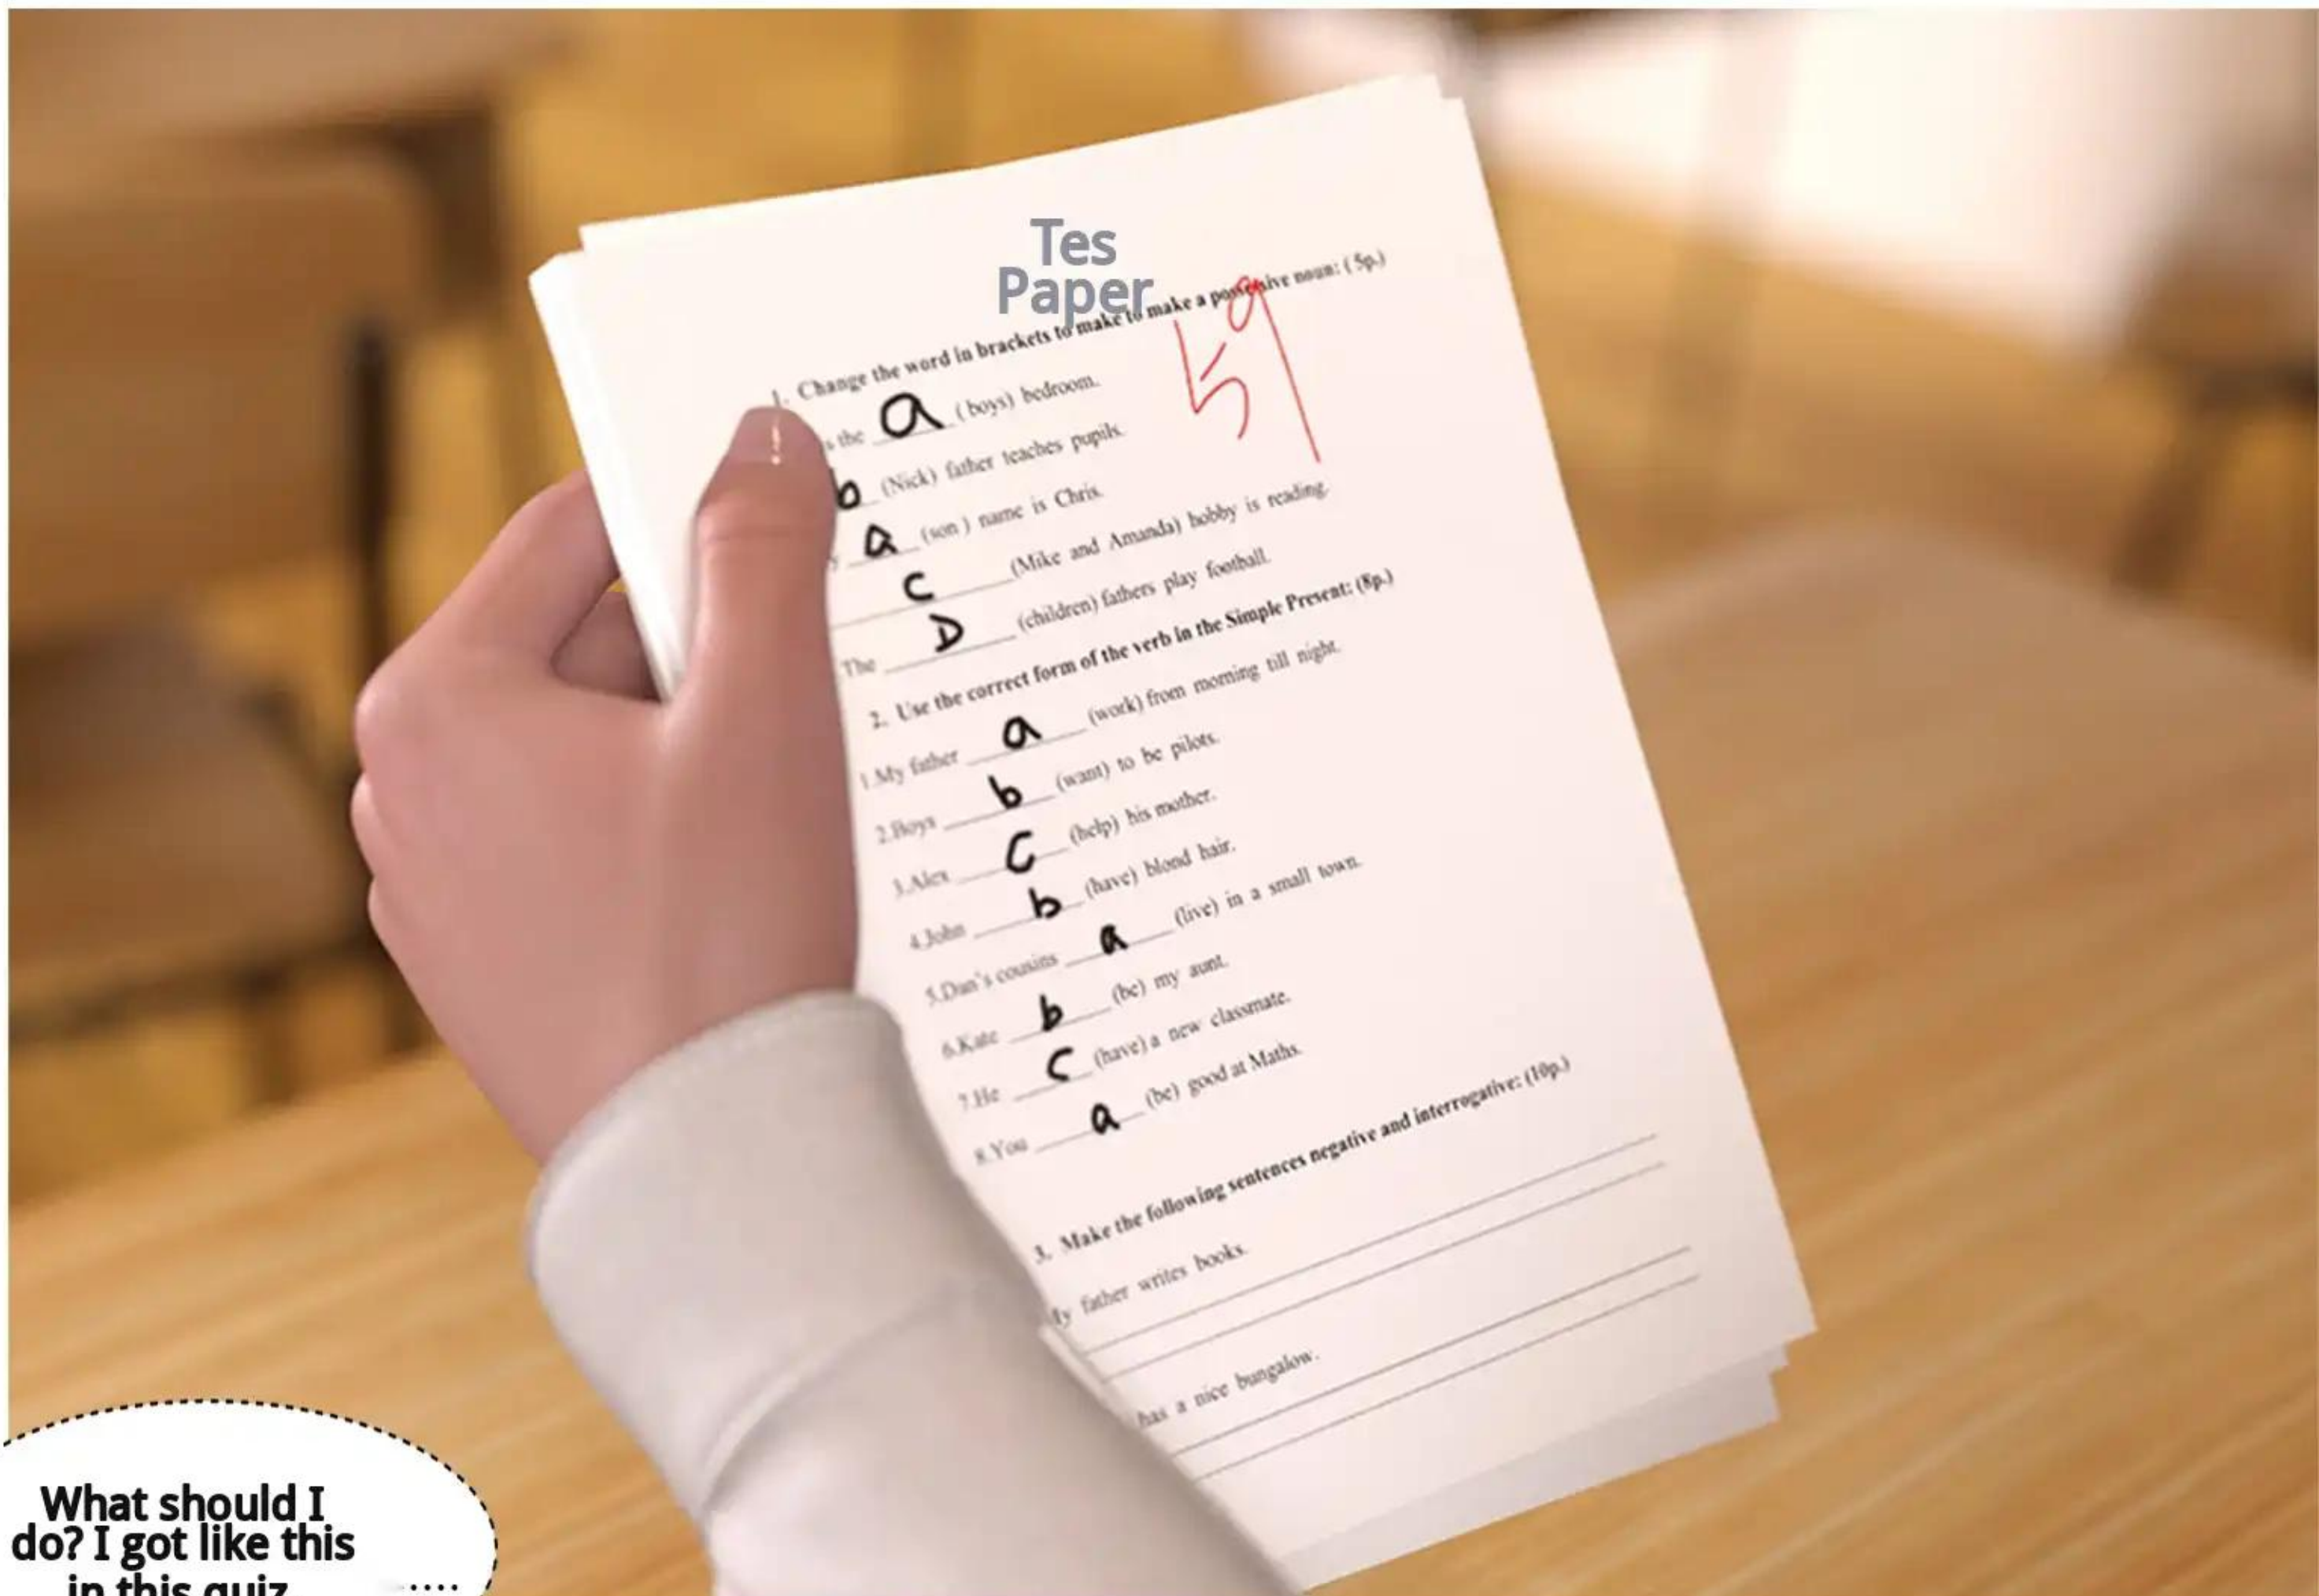 Tes
Paper
59
1. Change the word in brackets to make to make a possessive noun: ( 5p.)
s the a (boys) bedroom.
b (Nick) father teaches pupils.
y a (son ) name is Chris.
C (Mike and Amanda) hobby is reading.
The D (children) fathers play football.
2. Use the correct form of the verb in the Simple Present: (8p.)
1.My father a (work) from morning till night.
2.Boys b (want) to be pilots.
3.Alex C (help) his mother.
4.John b (have) blond hair.
5.Dan's cousins a (live) in a small town.
6.Kate b (be) my aunt.
7.He C (have) a new classmate.
8.You a (be) good at Maths.
3. Make the following sentences negative and interrogative: (10p.)
My father writes books.
has a nice bungalow.
What should I
do? I got like this
in this quiz